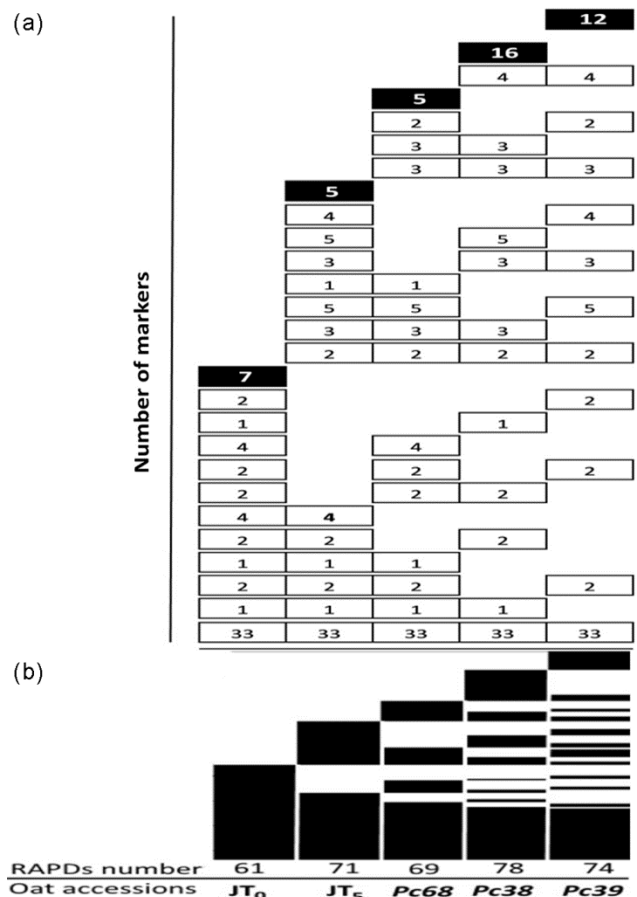 (a)
12
16
4 4
5
2 2
3 3
3 3 3
5
4 4
5 5
3 3 3
1 1
5 5 5
3 3 3
2 2 2 2
7
2 2
1 1
4 4
2 2 2
2 2 2
4 4
2 2 2
1 1 1
2 2 2 2
1 1 1 1
33 33 33 33 33
Number of markers
(b)
RAPDs number 61 71 69 78 74
Oat accessions JT0 JT5 Pc68 Pc38 Pc39